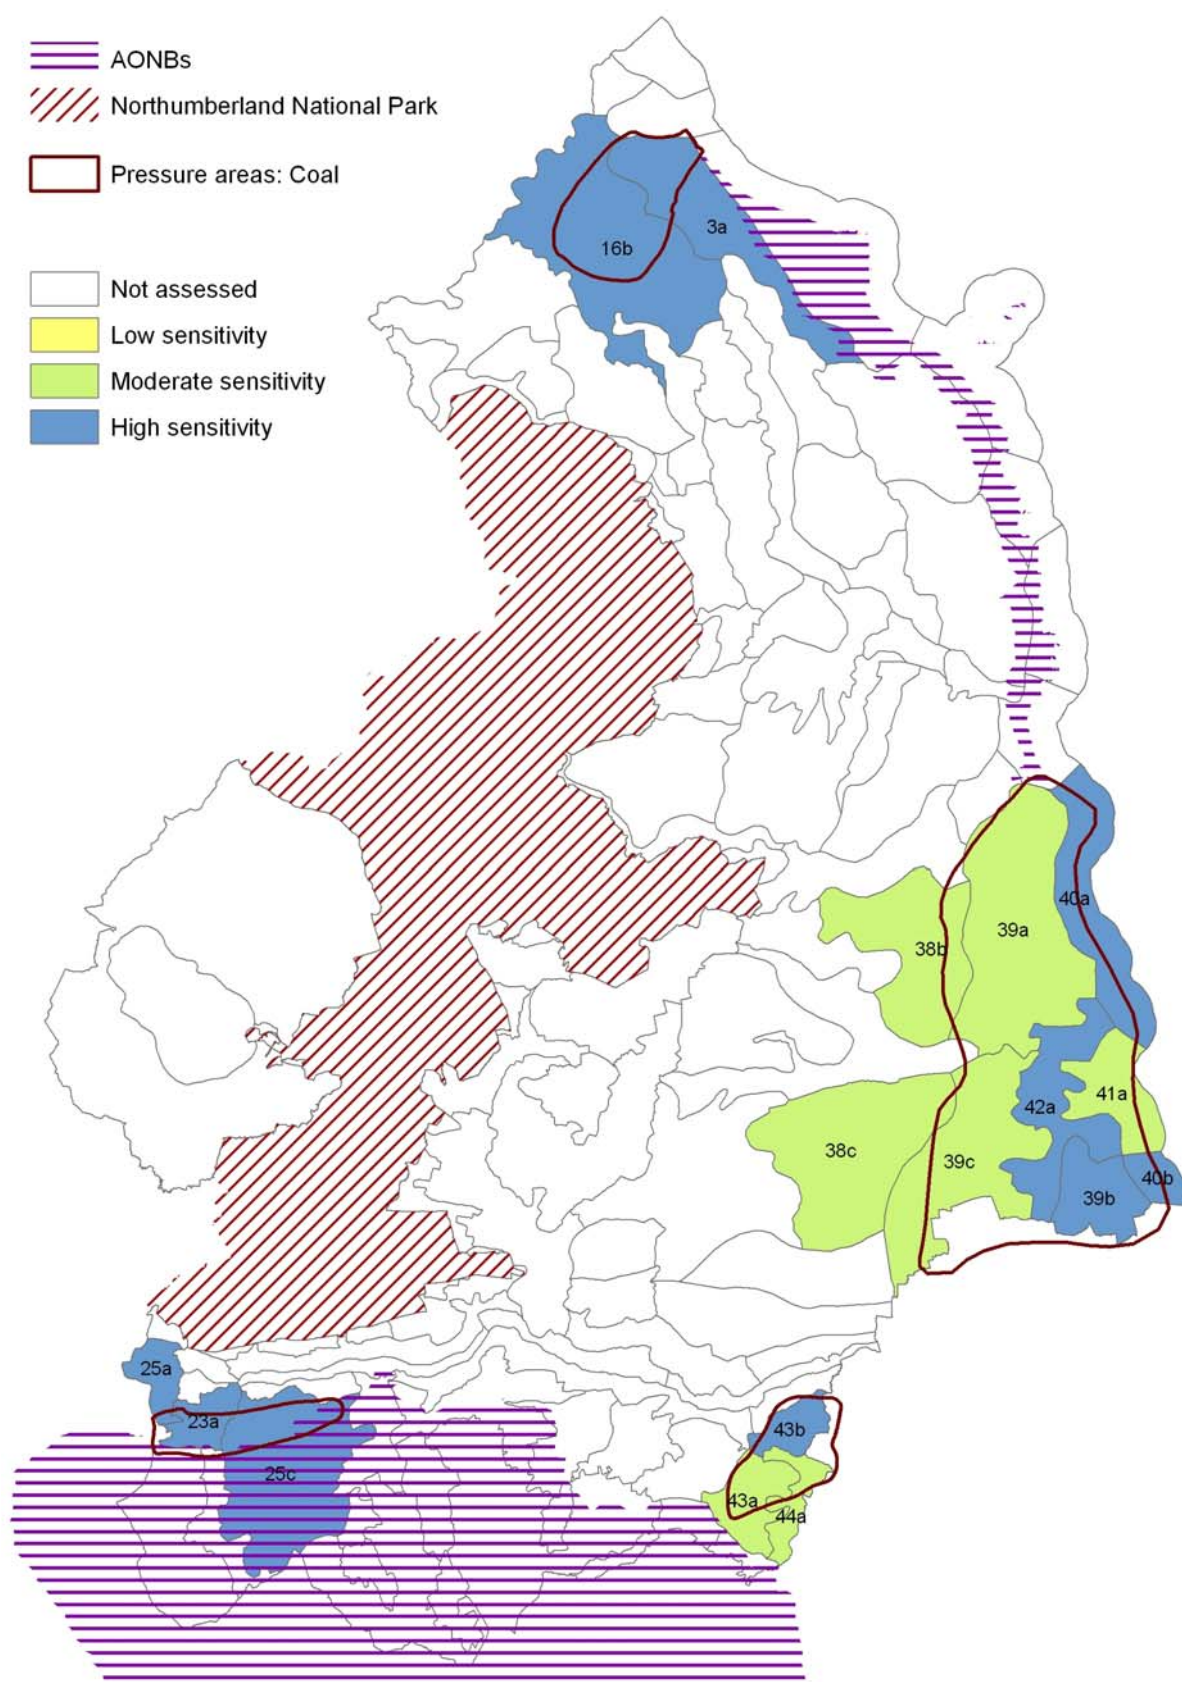 AONBs
Northumberland National Park
Pressure areas: Coal
Not assessed
Low sensitivity
Moderate sensitivity
High sensitivity
3a
16b
40a
39a
38b
41a
42a
38c
39c
40b
39b
25a
23a
43b
25c
43a
44a